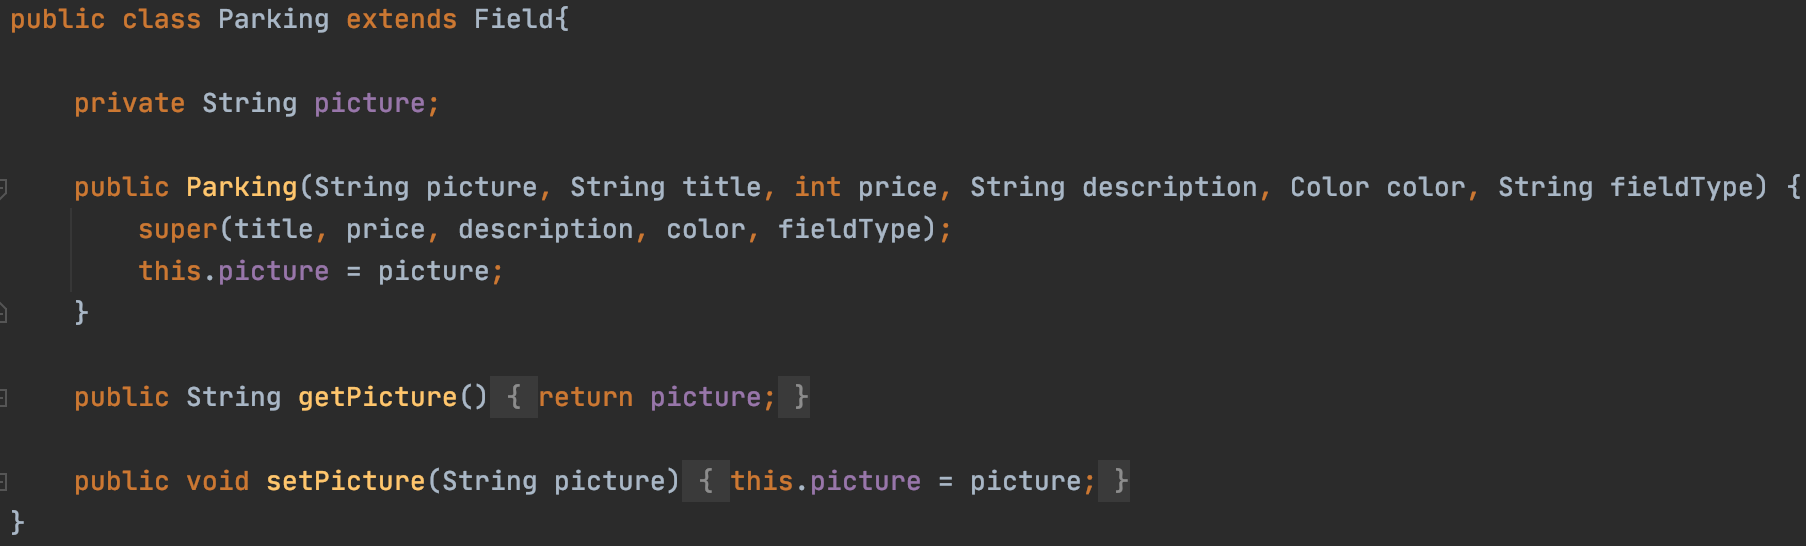 public class Parking extends Field{
private String picture;
public Parking(String picture, String title, int price, String description, Color color, String fieldType) {
super(title, price, description, color, fieldType);
this.picture = picture;
}
public String getPicture() { return picture; }
public void setPicture(String picture) { this.picture = picture; }
}